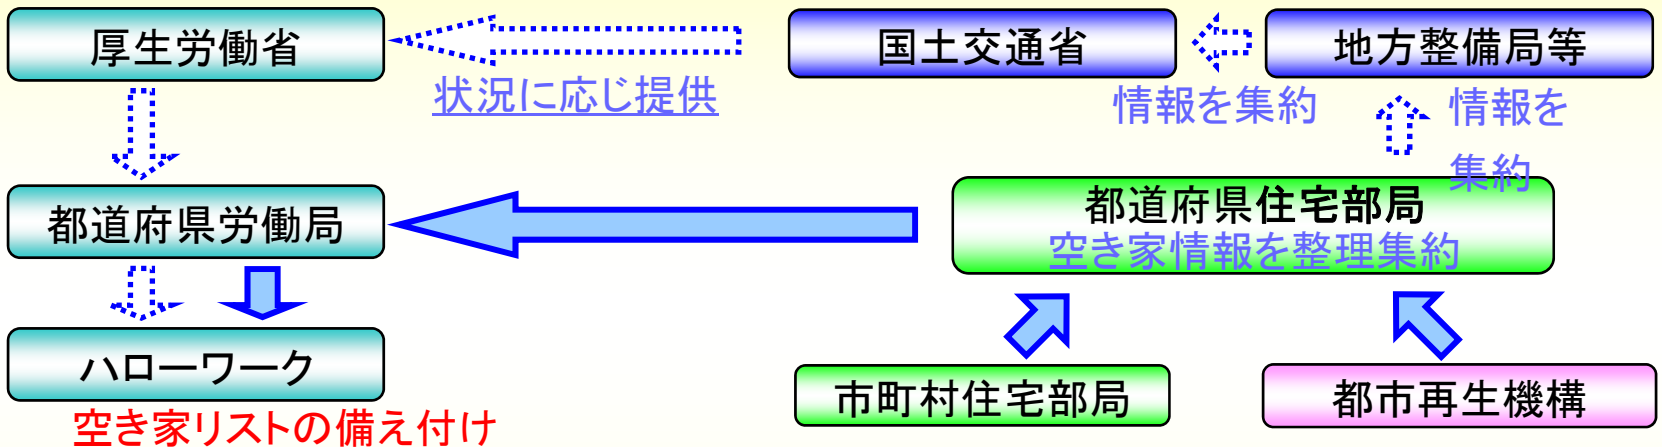 厚生労働省
国土交通省
地方整備局等
状況に応じ提供
情報を集約
情報を
集約
都道府県労働局
都道府県住宅部局
空き家情報を整理集約
ハローワーク
市町村住宅部局
都市再生機構
空き家リストの備え付け